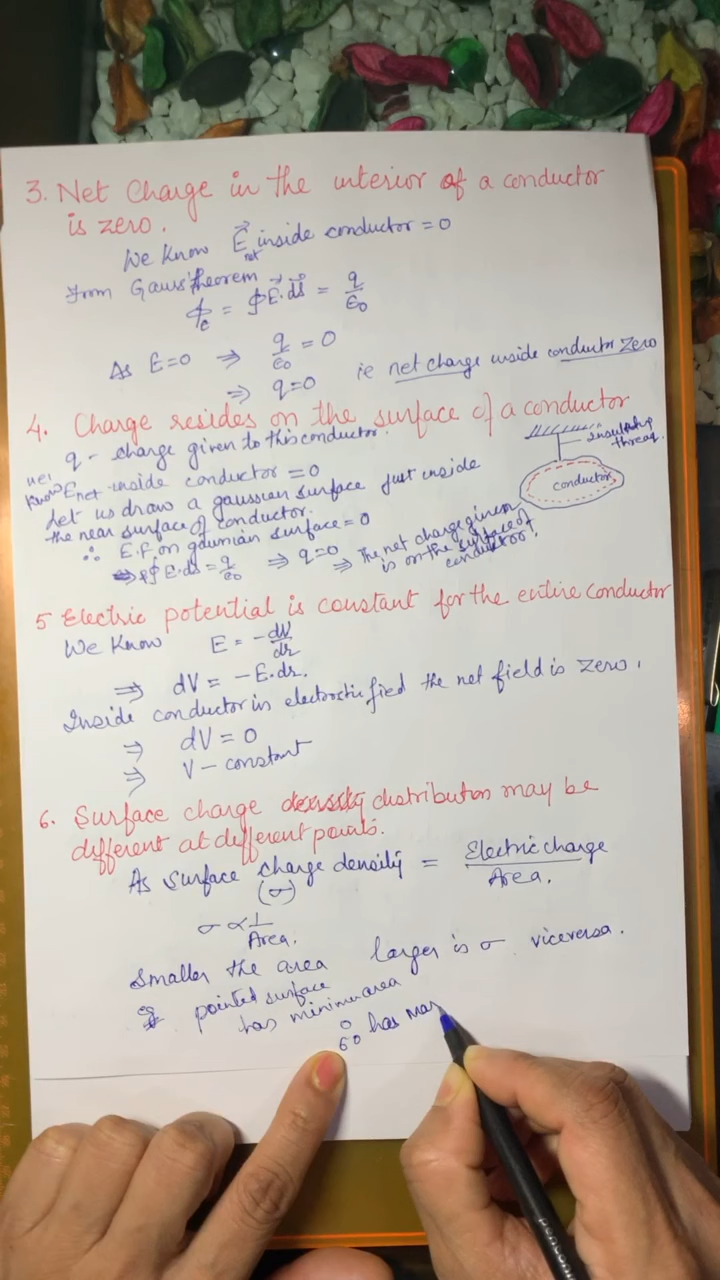 3. Net Charge in the interior of a conductor
is zero.
We Know E⃗net inside conductor = 0
From Gauss' theorem
ϕe = ∮E⃗.ds⃗ = q/ε0
As E=0 ⇒ q/ε0 = 0
⇒ q=0 ie net charge inside conductor zero
4. Charge resides on the surface of a conductor
q - charge given to this conductor.
insulating
thread.
conductor
we know Enet inside conductor = 0
Let us draw a gaussian surface just inside
the near surface of conductor.
∴ E.F on gaussian surface = 0
∮E.ds = q/ε0 ⇒ q=0 ⇒ The net charge given
is on the surface of
conductor.
5 Electric potential is constant for the entire conductor
We Know E = -dV/dr
⇒ dV = -E.dr.
Inside conductor in the net field is zero.
⇒ dV = 0
⇒ V - constant
6. Surface charge density distribution may be
different at different points.
As surface charge density = Electric charge/Area.
(σ)
σ ∝ 1/Area.
Smaller the area larger is σ viceversa.
eg pointed surface
has minimum area
has max